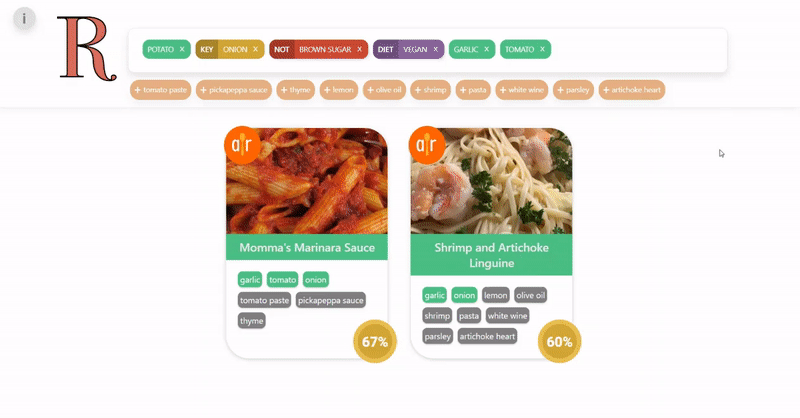 i
R
POTATO X KEY ONION X NOT BROWN SUGAR X DIET VEGAN X GARLIC X TOMATO X
+ tomato paste + pickapeppa sauce + thyme + lemon + olive oil + shrimp + pasta + white wine + parsley + artichoke heart
ar
Momma's Marinara Sauce
garlic tomato onion
tomato paste pickapeppa sauce
thyme
67%
ar
Shrimp and Artichoke
Linguine
garlic onion lemon olive oil
shrimp pasta white wine
parsley artichoke heart
60%